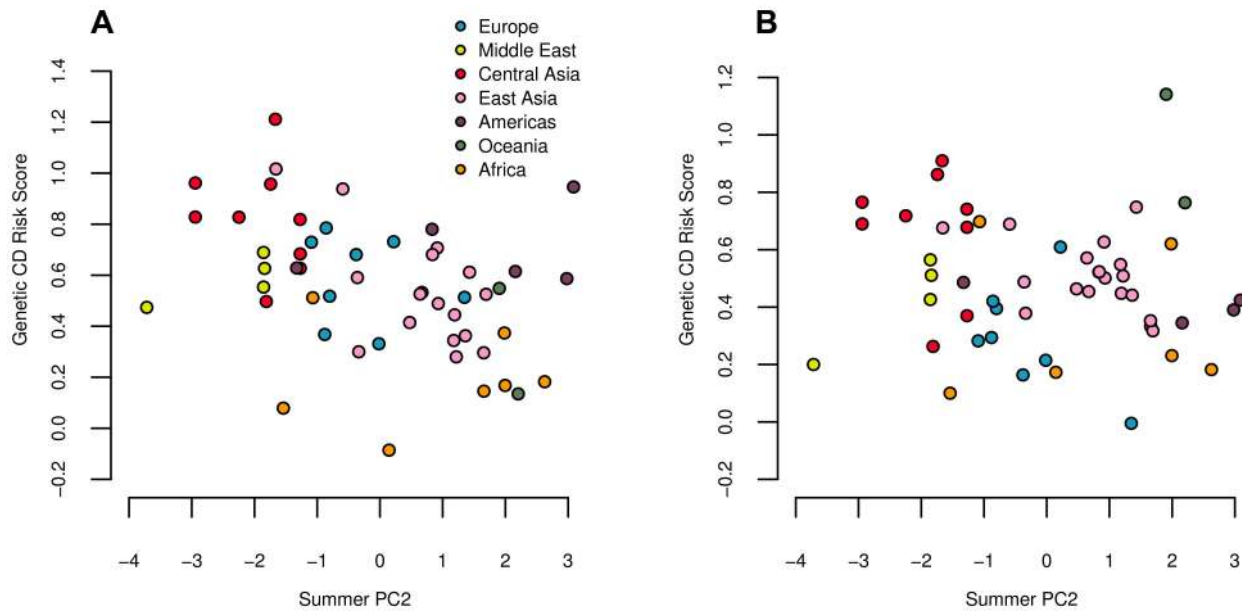 A
Europe
Middle East
Central Asia
East Asia
Americas
Oceania
Africa
Genetic CD Risk Score
1.4
1.2
1.0
0.8
0.6
0.4
0.2
0.0
−0.2
−4 −3 −2 −1 0 1 2 3
Summer PC2
B
Genetic CD Risk Score
1.2
1.0
0.8
0.6
0.4
0.2
0.0
−0.2
−4 −3 −2 −1 0 1 2 3
Summer PC2